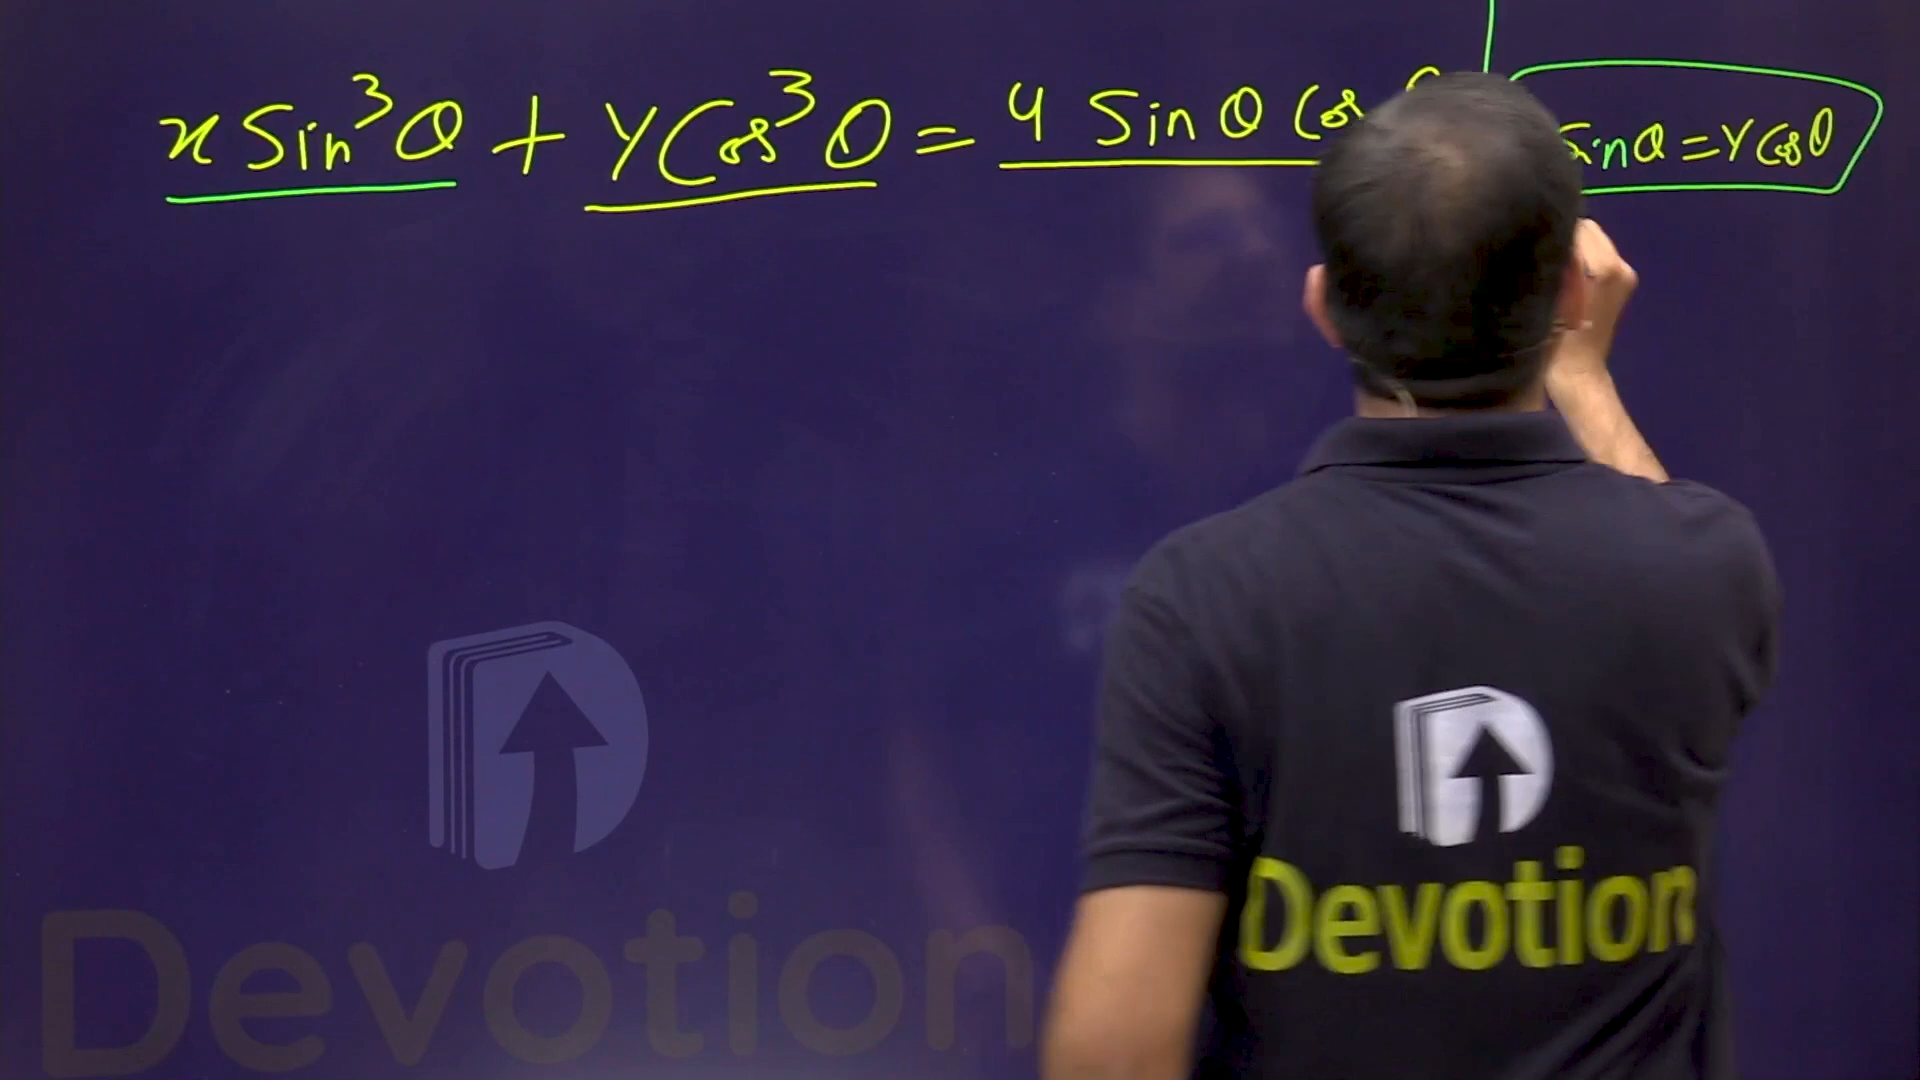 x Sin³θ + y Cos³θ = 4 Sin θ Cos
Sinθ = y Cosθ
Devotion
Devotion